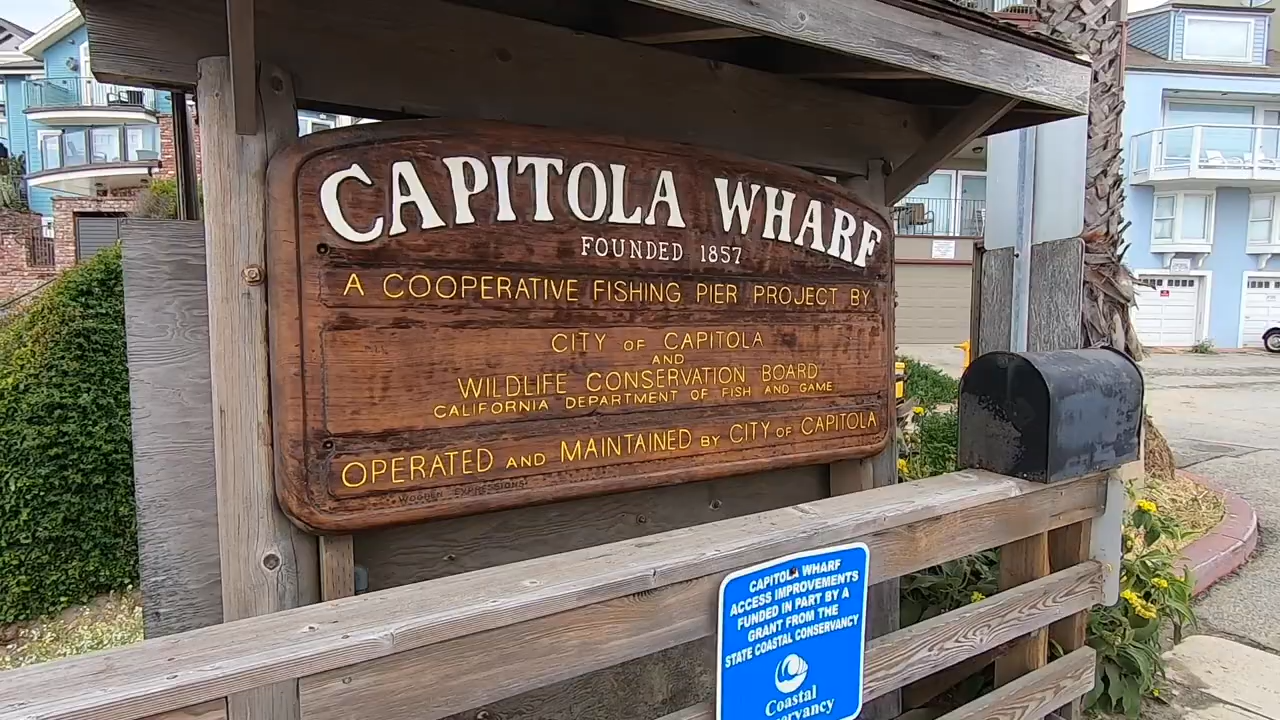 CAPITOLA WHARF
FOUNDED 1857
A COOPERATIVE FISHING PIER PROJECT BY
CITY OF CAPITOLA
AND
WILDLIFE CONSERVATION BOARD
CALIFORNIA DEPARTMENT OF FISH AND GAME
OPERATED AND MAINTAINED BY CITY OF CAPITOLA
WOODEN EXPRESSIONS
CAPITOLA WHARF
ACCESS IMPROVEMENTS
FUNDED IN PART BY A
GRANT FROM THE
STATE COASTAL CONSERVANCY
Coastal